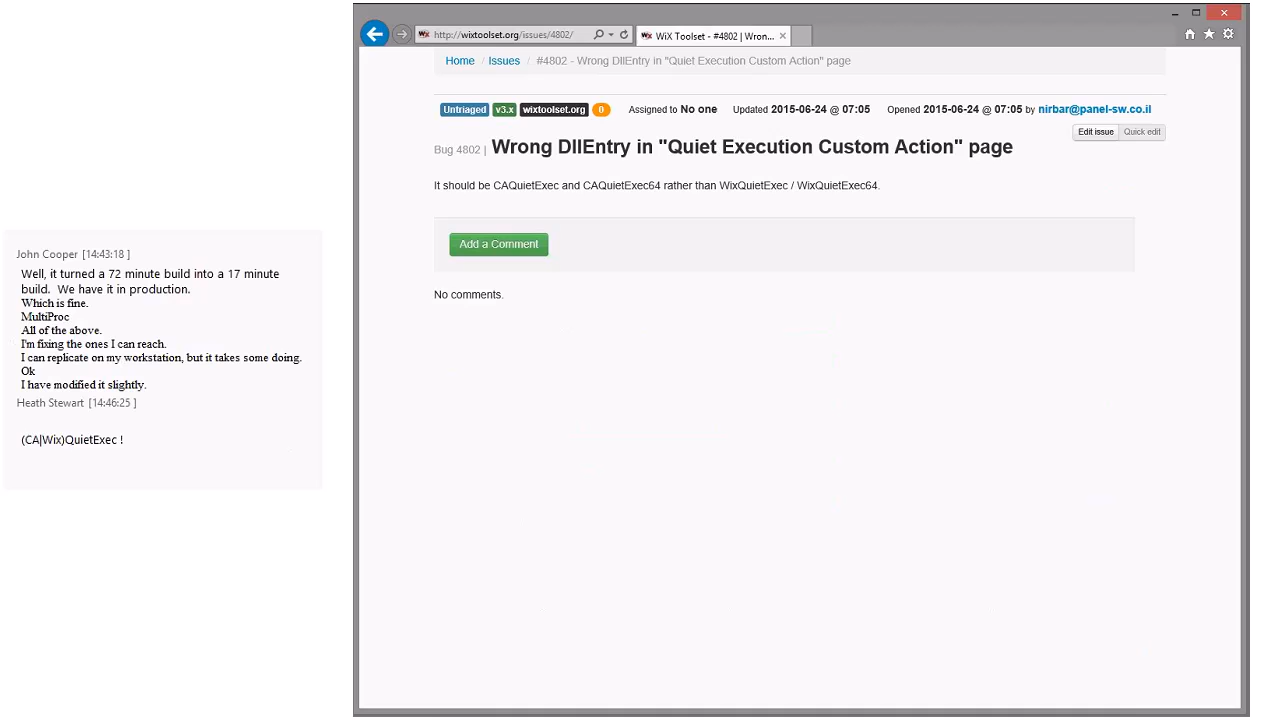 John Cooper [14:43:18 ]
Well, it turned a 72 minute build into a 17 minute
build.  We have it in production.
Which is fine.
MultiProc
All of the above.
I'm fixing the ones I can reach.
I can replicate on my workstation, but it takes some doing.
Ok
I have modified it slightly.
Heath Stewart [14:46:25 ]
(CA|Wix)QuietExec !
http://wixtoolset.org/issues/4802/
WiX Toolset - #4802 | Wron...
Home / Issues / #4802 - Wrong DllEntry in "Quiet Execution Custom Action" page
Untriaged v3.x wixtoolset.org 0 Assigned to No one Updated 2015-06-24 @ 07:05 Opened 2015-06-24 @ 07:05 by nirbar@panel-sw.co.il
Edit issue Quick edit
Bug 4802 | Wrong DllEntry in "Quiet Execution Custom Action" page
It should be CAQuietExec and CAQuietExec64 rather than WixQuietExec / WixQuietExec64.
Add a Comment
No comments.